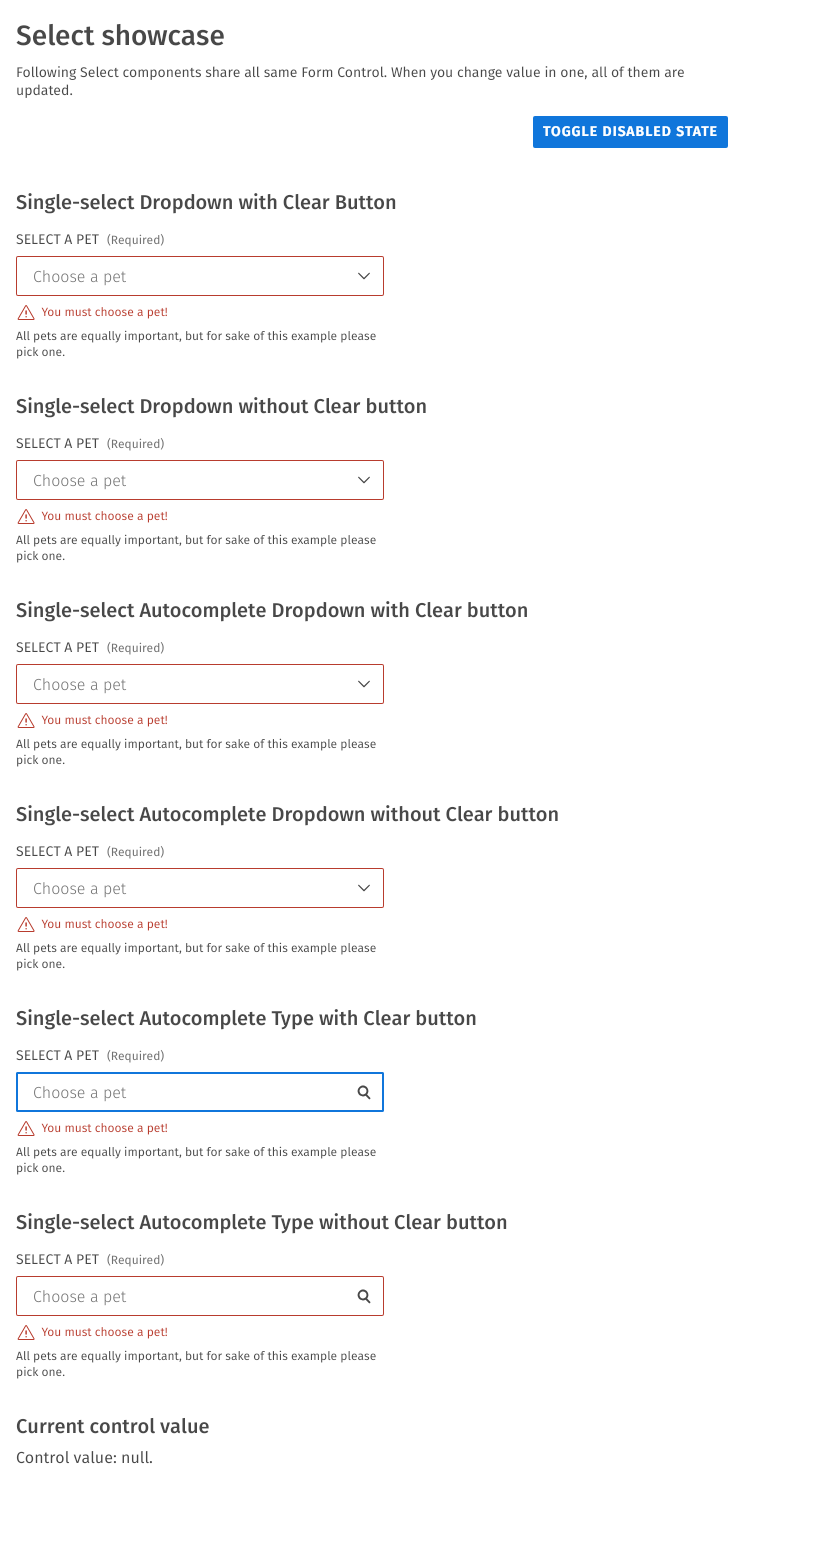 Select showcase
Following Select components share all same Form Control. When you change value in one, all of them are
updated.
TOGGLE DISABLED STATE
Single-select Dropdown with Clear Button
SELECT A PET (Required)
Choose a pet
You must choose a pet!
All pets are equally important, but for sake of this example please
pick one.
Single-select Dropdown without Clear button
SELECT A PET (Required)
Choose a pet
You must choose a pet!
All pets are equally important, but for sake of this example please
pick one.
Single-select Autocomplete Dropdown with Clear button
SELECT A PET (Required)
Choose a pet
You must choose a pet!
All pets are equally important, but for sake of this example please
pick one.
Single-select Autocomplete Dropdown without Clear button
SELECT A PET (Required)
Choose a pet
You must choose a pet!
All pets are equally important, but for sake of this example please
pick one.
Single-select Autocomplete Type with Clear button
SELECT A PET (Required)
Choose a pet
You must choose a pet!
All pets are equally important, but for sake of this example please
pick one.
Single-select Autocomplete Type without Clear button
SELECT A PET (Required)
Choose a pet
You must choose a pet!
All pets are equally important, but for sake of this example please
pick one.
Current control value
Control value: null.